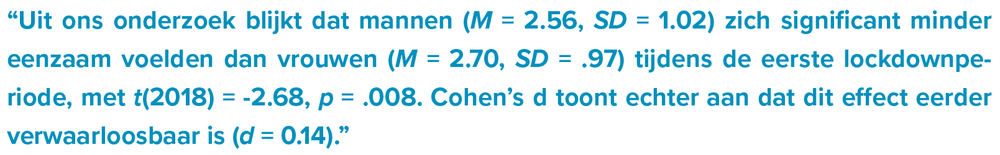 “Uit ons onderzoek blijkt dat mannen (M = 2.56, SD = 1.02) zich significant minder
eenzaam voelden dan vrouwen (M = 2.70, SD = .97) tijdens de eerste lockdownpe-
riode, met t(2018) = -2.68, p = .008. Cohen’s d toont echter aan dat dit effect eerder
verwaarloosbaar is (d = 0.14).”